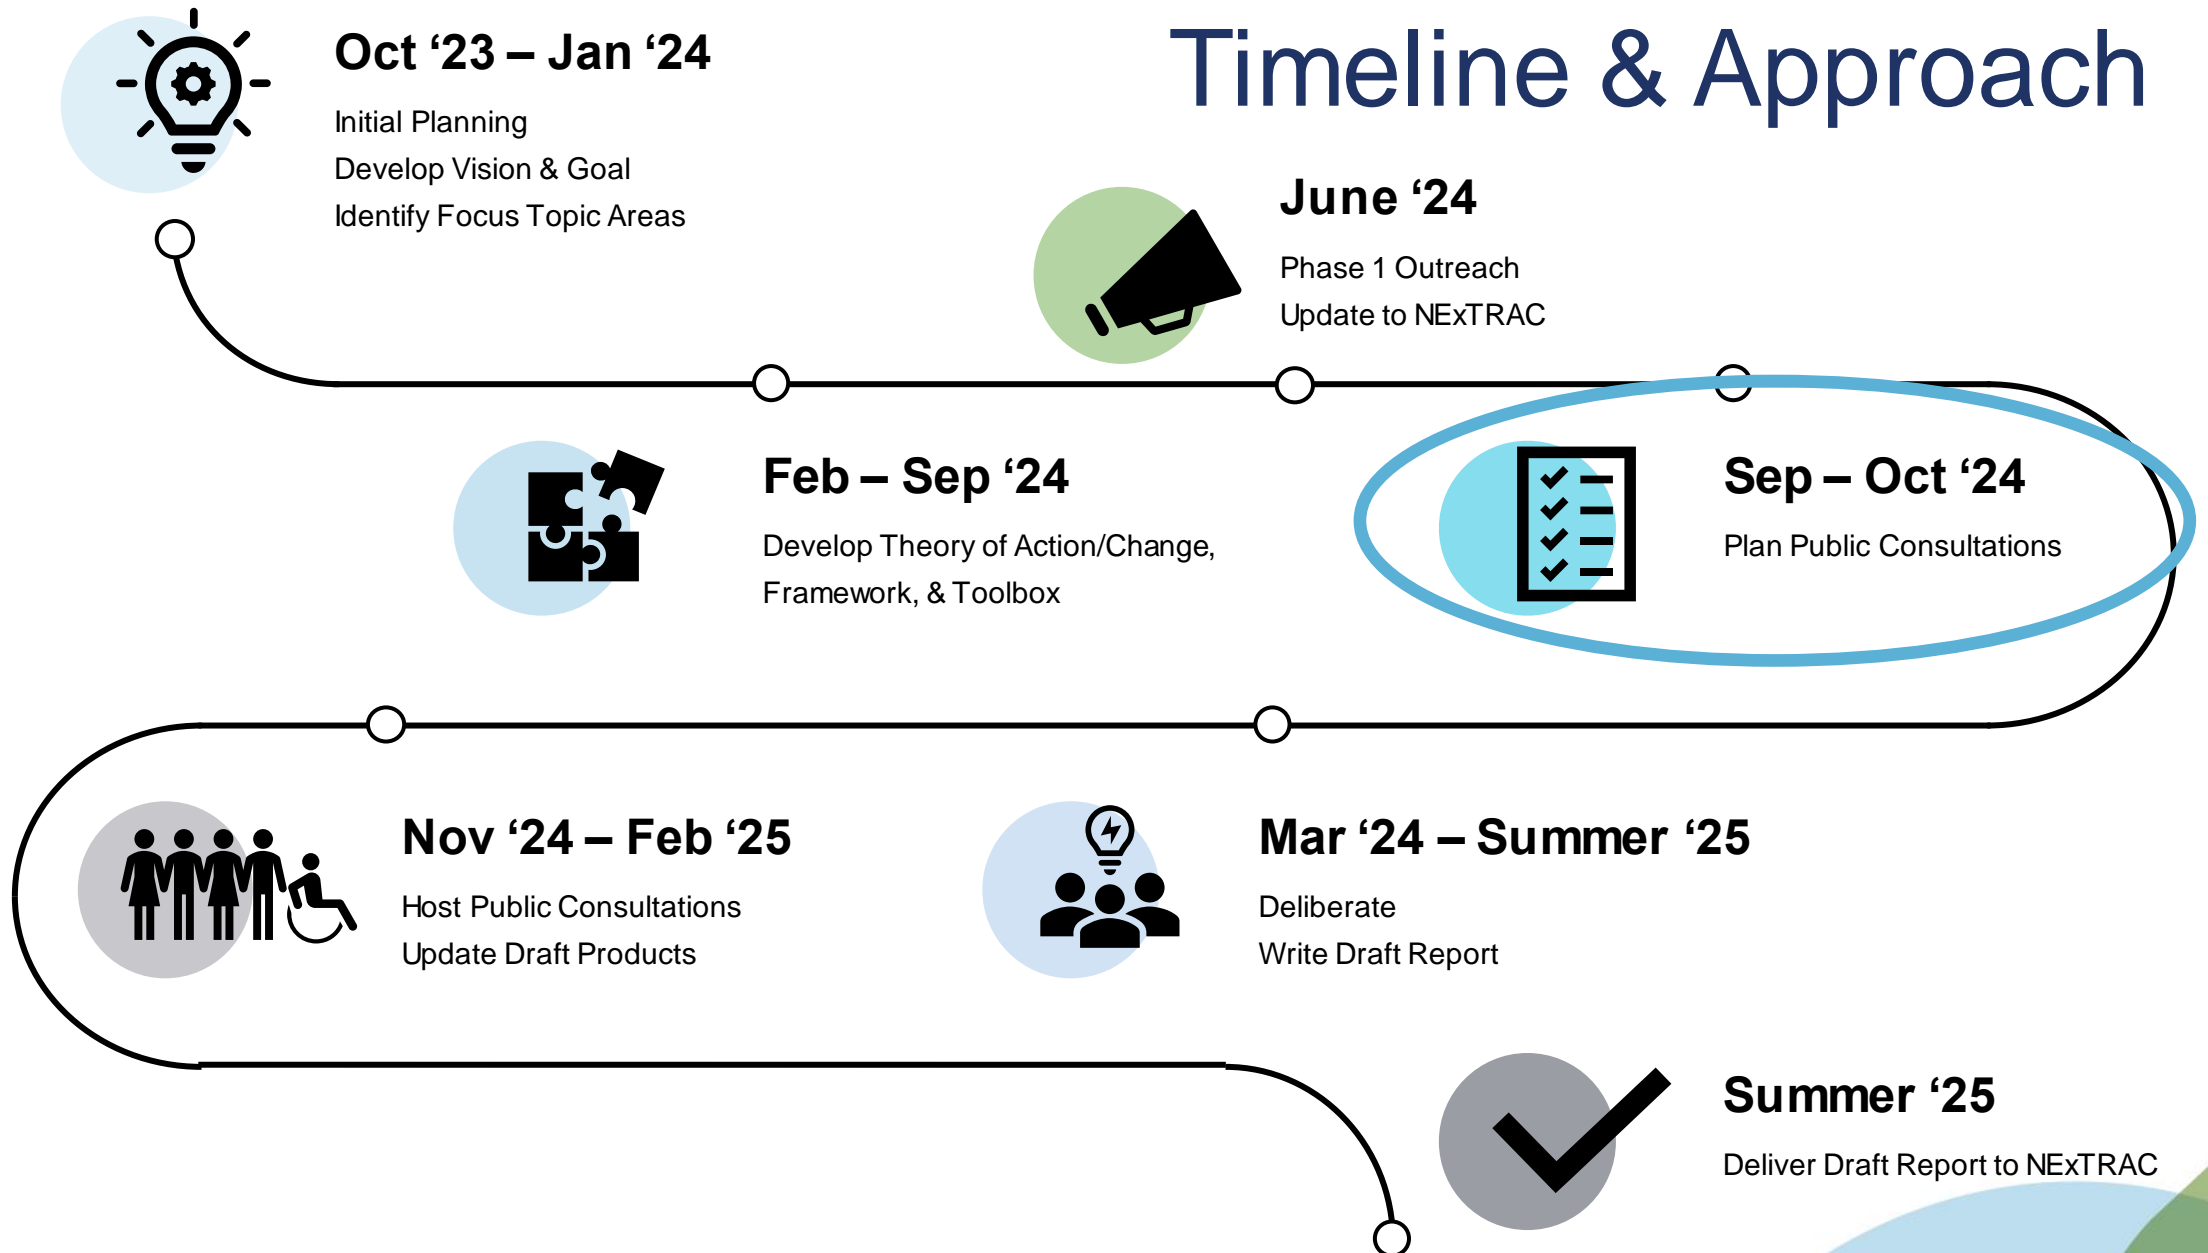 Timeline & Approach
Oct ‘23 – Jan ‘24
Initial Planning
Develop Vision & Goal
Identify Focus Topic Areas
June ‘24
Phase 1 Outreach
Update to NExTRAC
Feb – Sep ‘24
Develop Theory of Action/Change,
Framework, & Toolbox
Sep – Oct ‘24
Plan Public Consultations
Nov ‘24 – Feb ‘25
Host Public Consultations
Update Draft Products
Mar ‘24 – Summer ‘25
Deliberate
Write Draft Report
Summer ‘25
Deliver Draft Report to NExTRAC